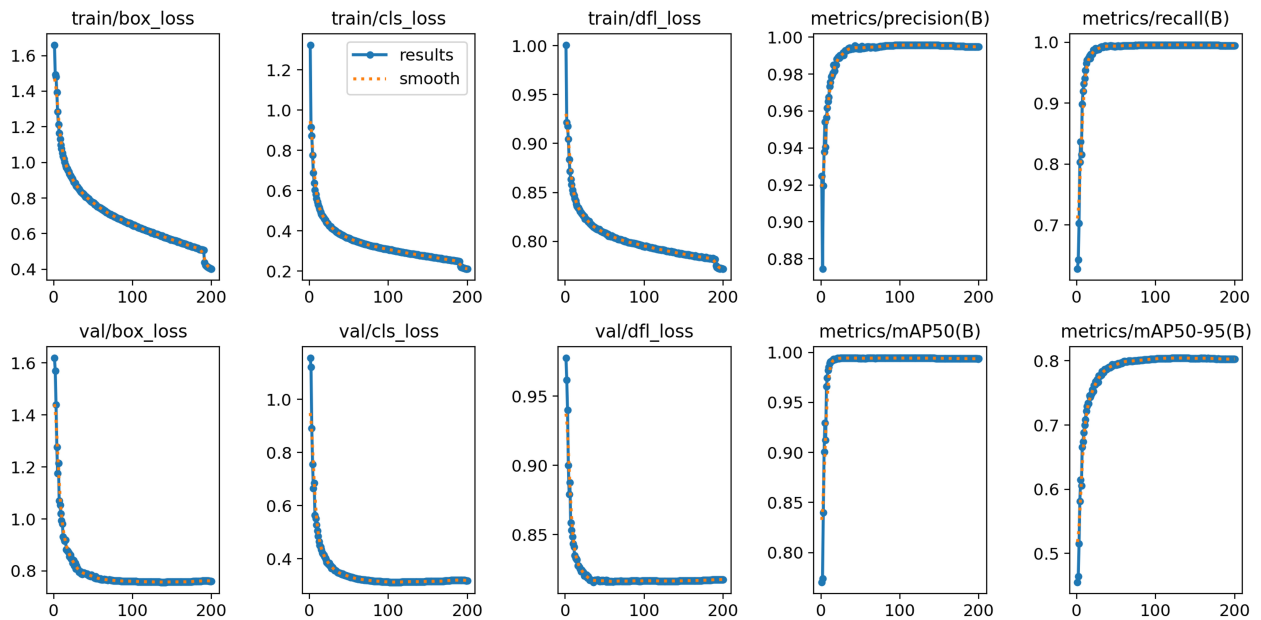 train/box_loss
1.6
1.4
1.2
1.0
0.8
0.6
0.4
0 100 200
train/cls_loss
results
smooth
1.2
1.0
0.8
0.6
0.4
0.2
0 100 200
train/dfl_loss
1.00
0.95
0.90
0.85
0.80
0 100 200
metrics/precision(B)
1.00
0.98
0.96
0.94
0.92
0.90
0.88
0 100 200
metrics/recall(B)
1.0
0.9
0.8
0.7
0 100 200
val/box_loss
1.6
1.4
1.2
1.0
0.8
0 100 200
val/cls_loss
1.0
0.8
0.6
0.4
0 100 200
val/dfl_loss
0.95
0.90
0.85
0 100 200
metrics/mAP50(B)
1.00
0.95
0.90
0.85
0.80
0 100 200
metrics/mAP50-95(B)
0.8
0.7
0.6
0.5
0 100 200